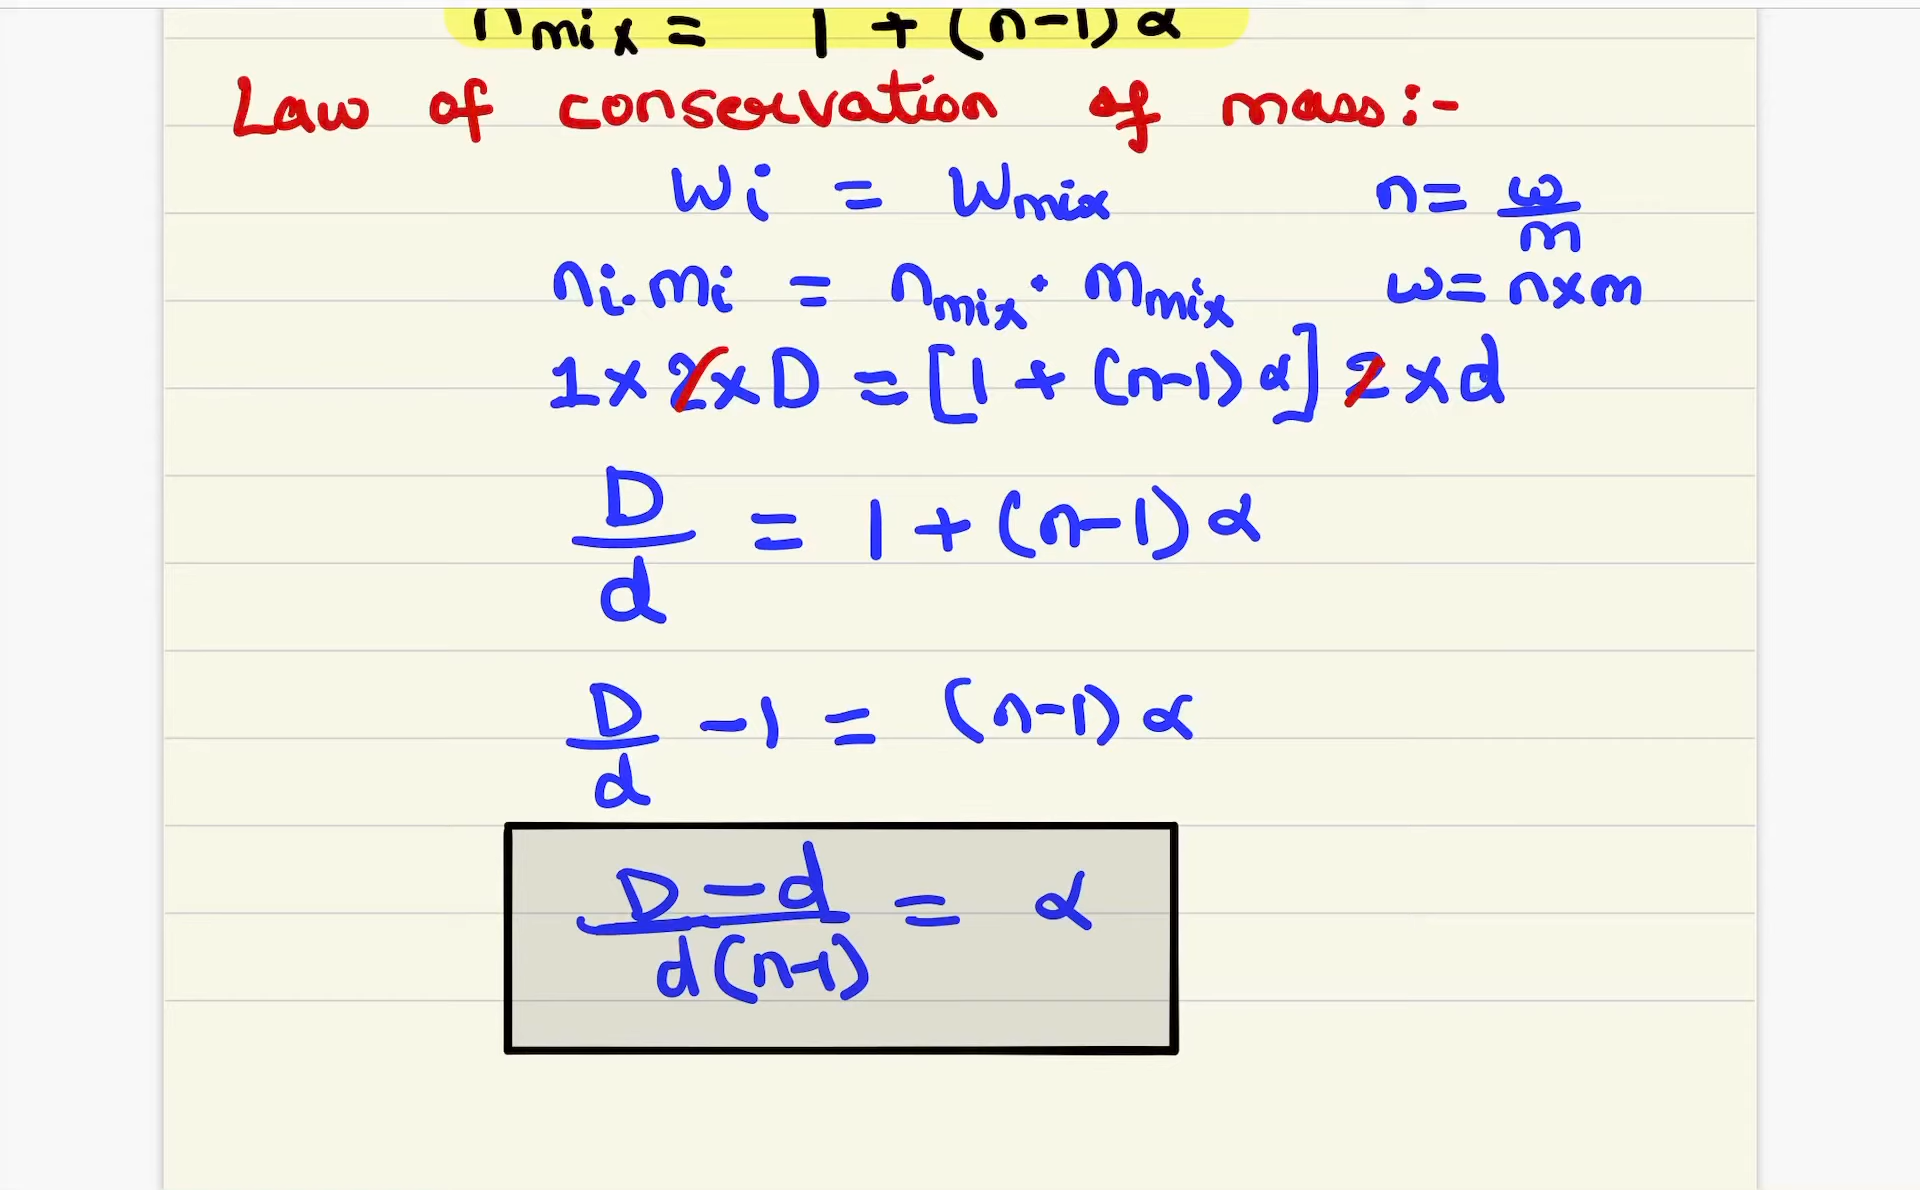 nmix = 1 + (n-1) α
Law of conservation of mass:-
Wi = Wmix
n = w/m
ni. mi = nmix · mmix
w = n x m
1 x 2 x D = [1 + (n-1) α] 2 x d
D/d = 1 + (n-1) α
D/d - 1 = (n-1) α
D - d / d(n-1) = α